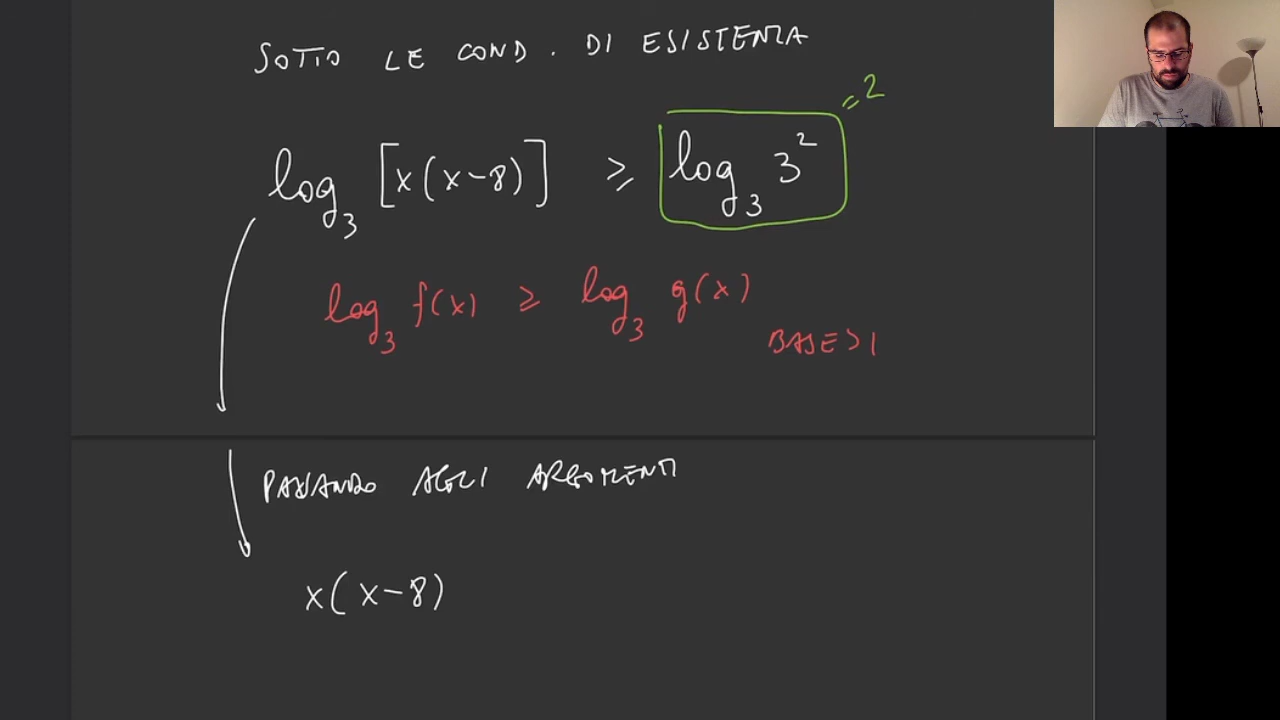 SOTTO LE COND. DI ESISTENZA
= 2
log₃ [x(x-8)] ≥ log₃ 3²
log₃ f(x) ≥ log₃ g(x)
BASE > 1
PASSANDO AGLI ARGOMENTI
x(x-8)